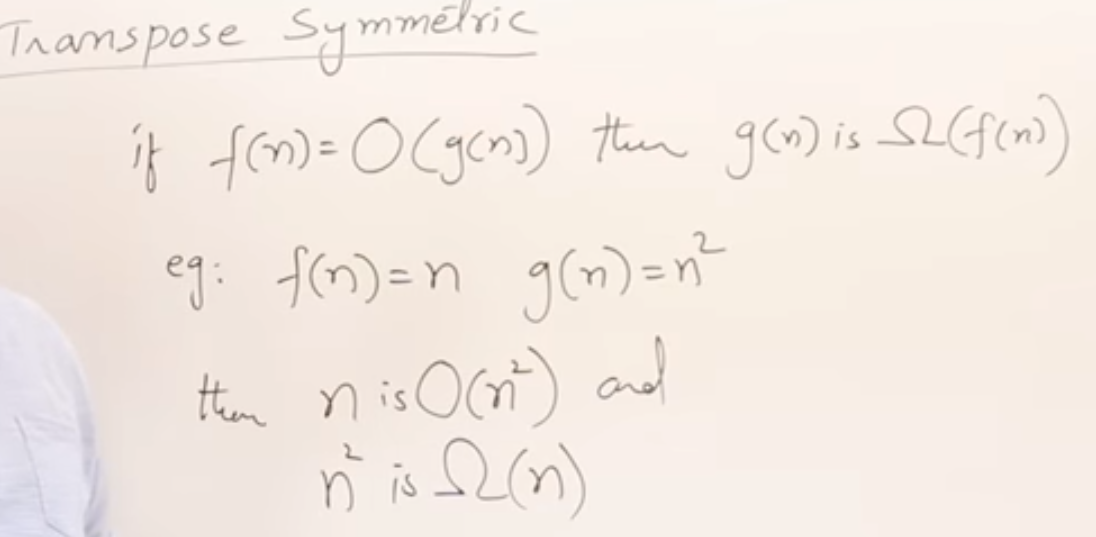 Transpose Symmetric
if f(n) = O(g(n)) then g(n) is Ω(f(n))
eg: f(n) = n g(n) = n²
then n is O(n²) and
n² is Ω(n)